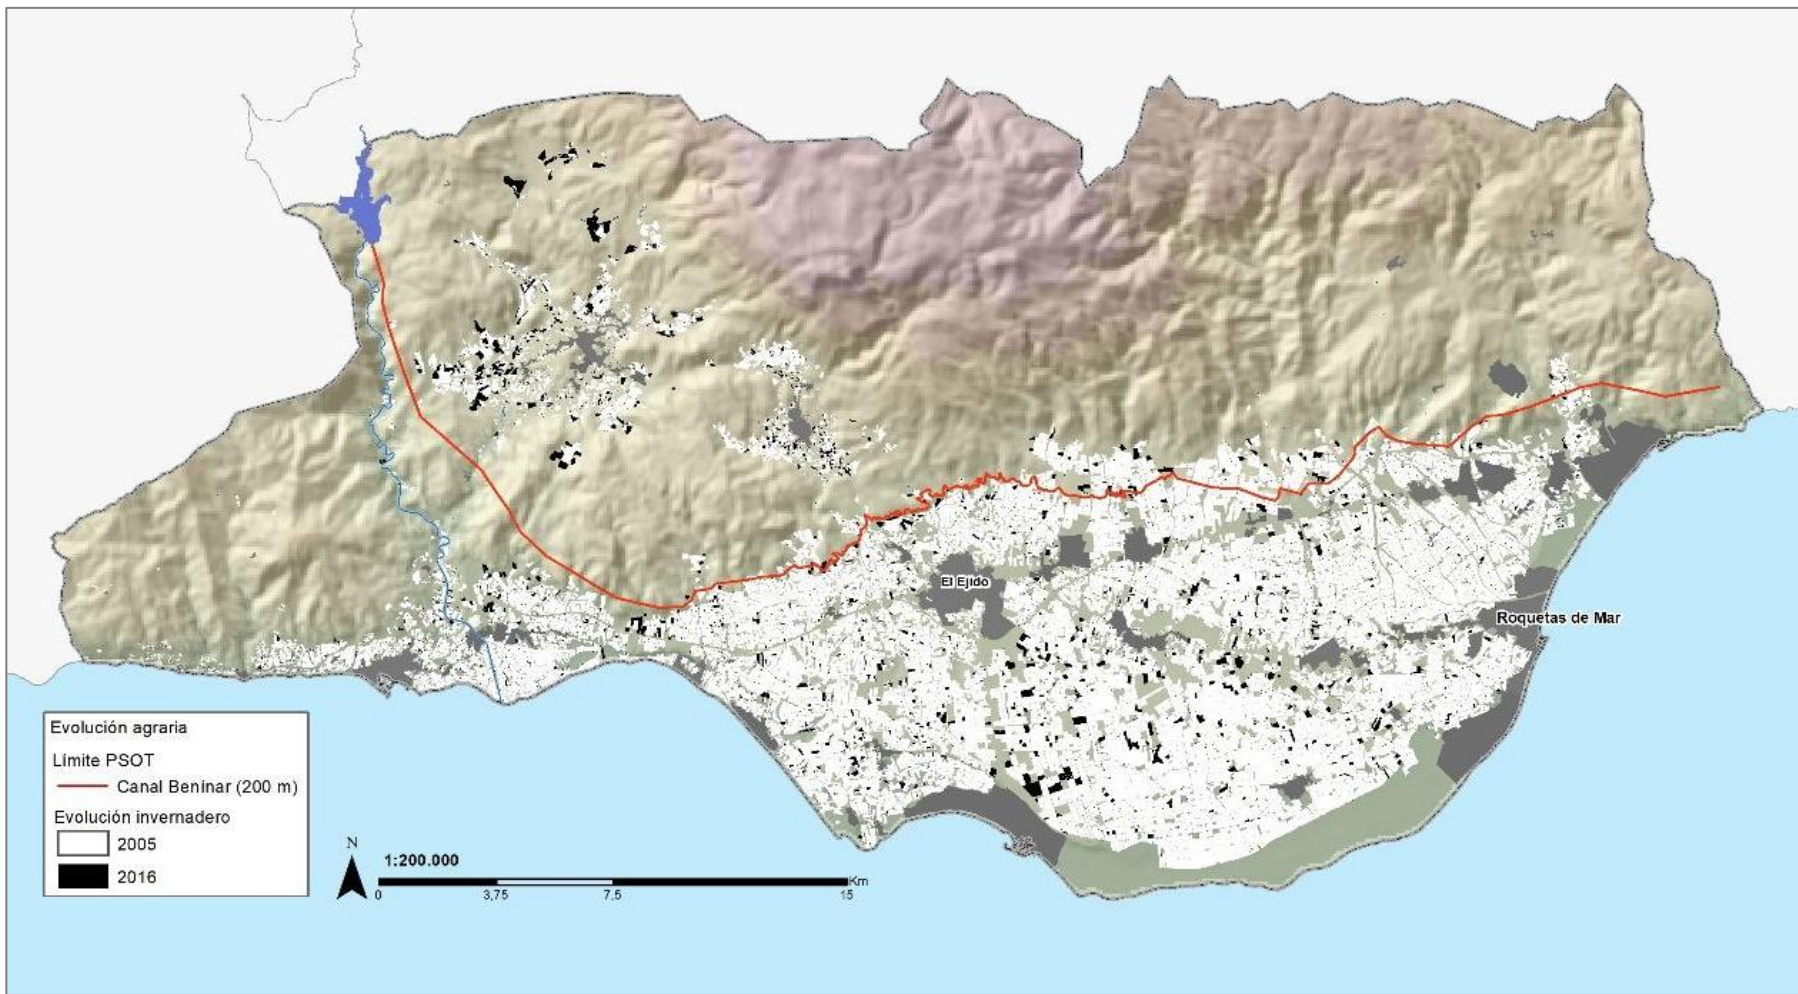 El Ejido
Roquetas de Mar
Evolución agraria
Límite PSOT
Canal Beninar (200 m)
Evolución invernadero
2005
2016
N
1:200.000
Km
0 3,75 7,5 15